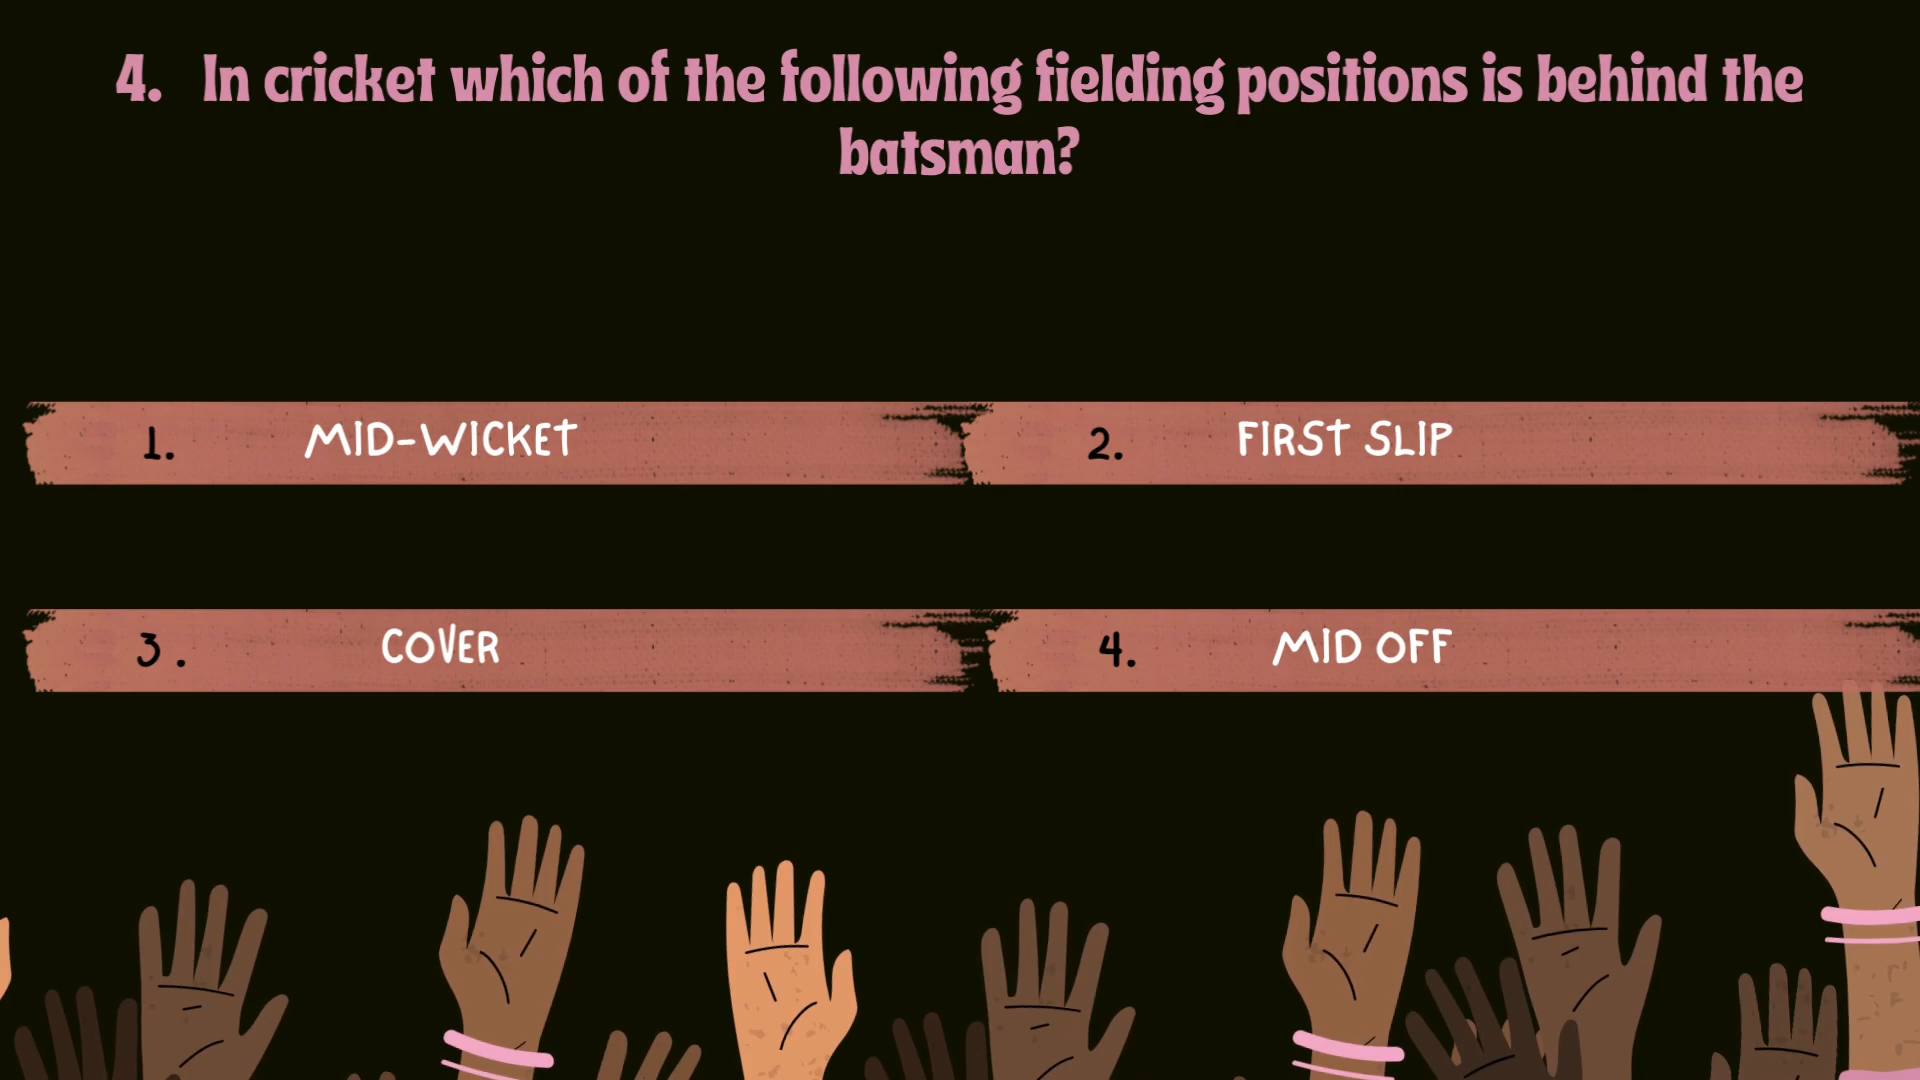 4. In cricket which of the following fielding positions is behind the
batsman?
1. MID-WICKET
2. FIRST SLIP
3 . COVER
4. MID OFF